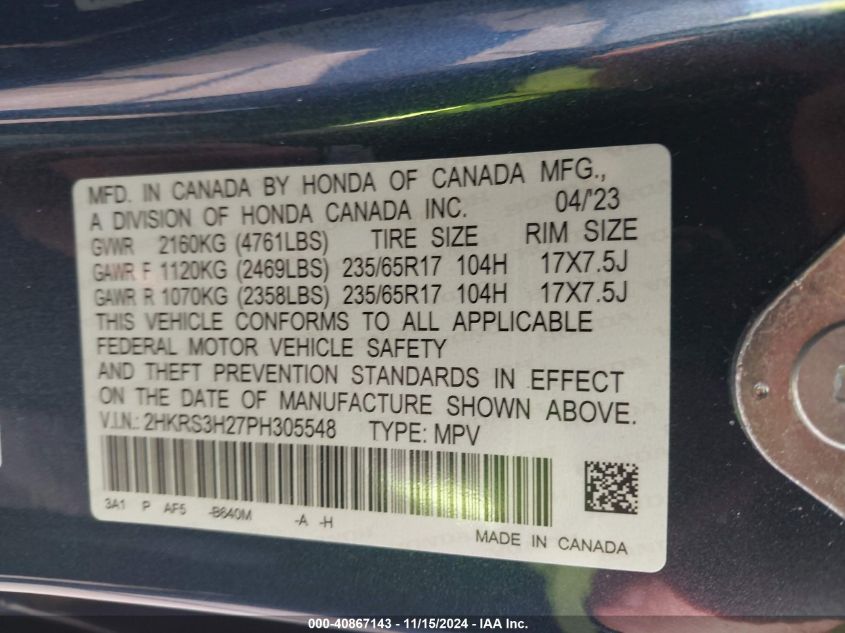 MFD. IN CANADA BY HONDA OF CANADA MFG.,
A DIVISION OF HONDA CANADA INC. 04/'23
GVWR 2160KG (4761LBS) TIRE SIZE RIM SIZE
GAWR F 1120KG (2469LBS) 235/65R17 104H 17X7.5J
GAWR R 1070KG (2358LBS) 235/65R17 104H 17X7.5J
THIS VEHICLE CONFORMS TO ALL APPLICABLE
FEDERAL MOTOR VEHICLE SAFETY
AND THEFT PREVENTION STANDARDS IN EFFECT
ON THE DATE OF MANUFACTURE SHOWN ABOVE.
V.I.N.: 2HKRS3H27PH305548 TYPE: MPV
3A1 P AF5 -B640M -A -H
MADE IN CANADA
000-40867143 - 11/15/2024 - IAA Inc.